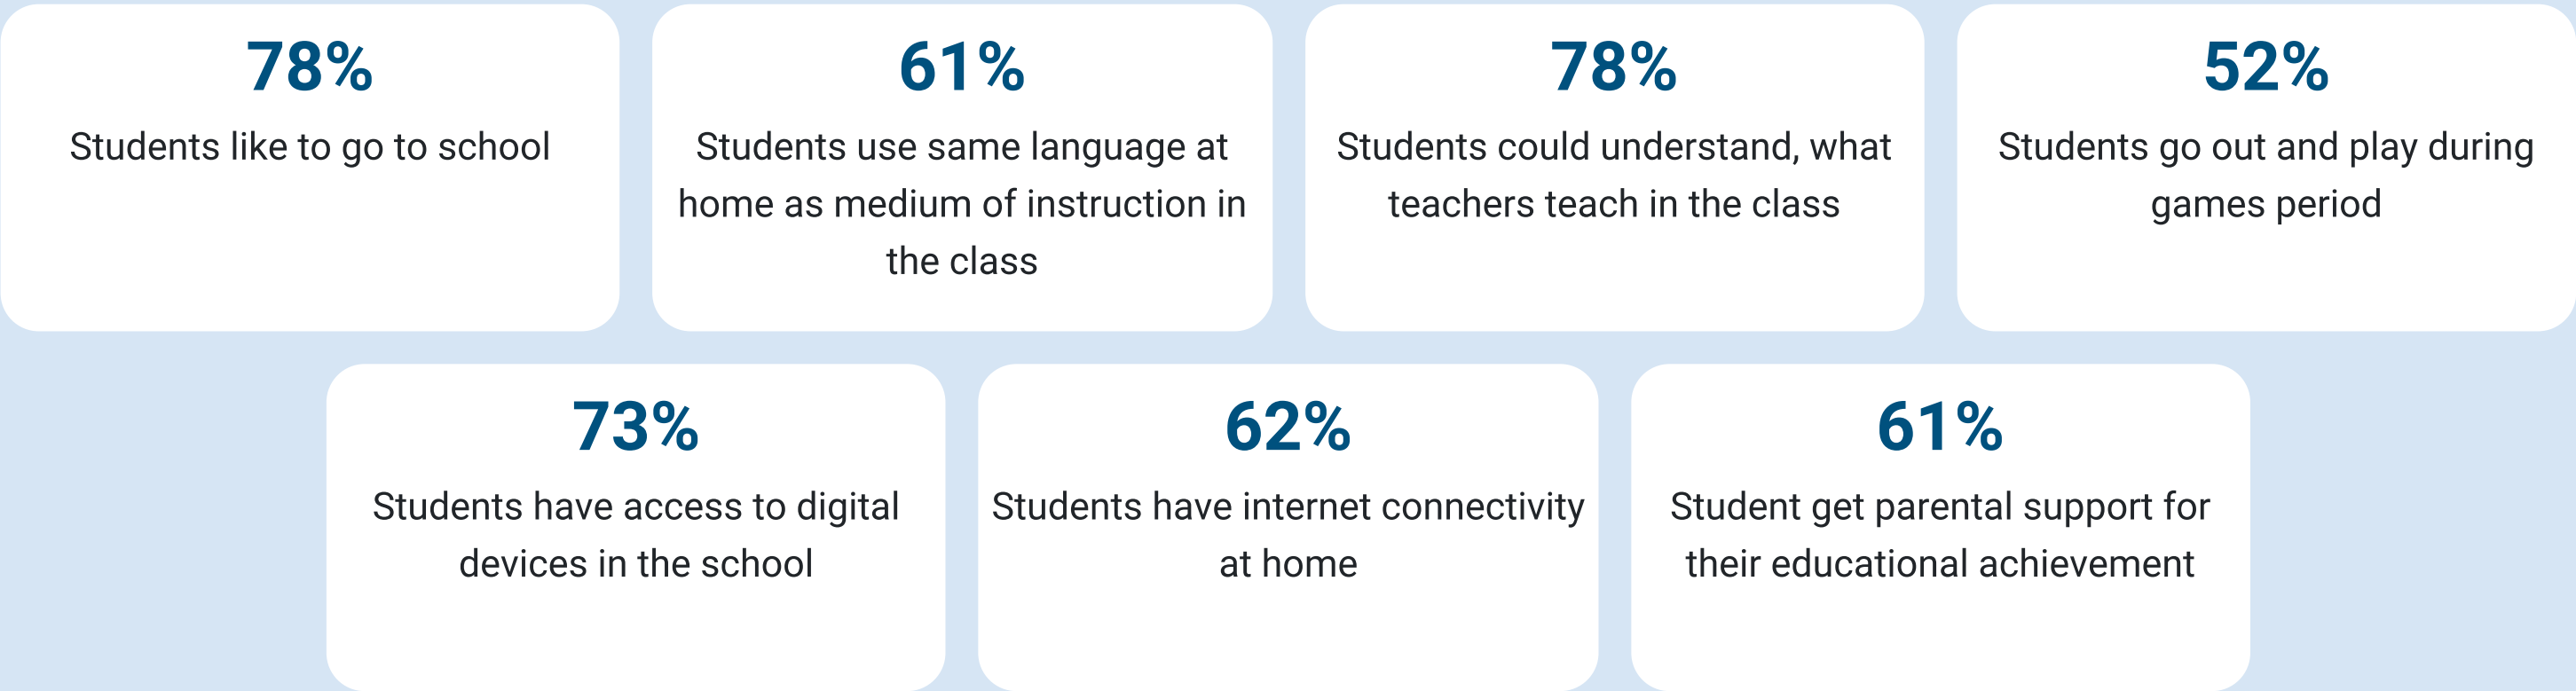 78%
Students like to go to school
61%
Students use same language at
home as medium of instruction in
the class
78%
Students could understand, what
teachers teach in the class
52%
Students go out and play during
games period
73%
Students have access to digital
devices in the school
62%
Students have internet connectivity
at home
61%
Student get parental support for
their educational achievement